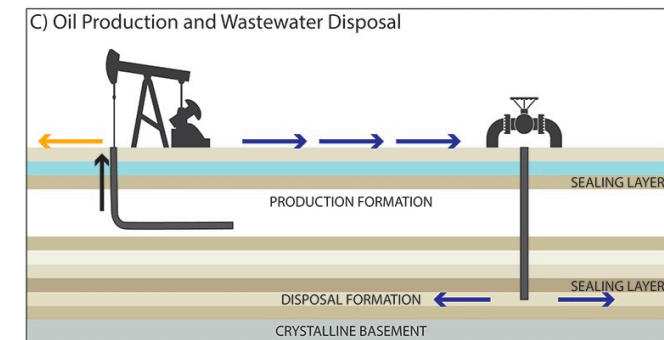 C) Oil Production and Wastewater Disposal
SEALING LAYER
PRODUCTION FORMATION
SEALING LAYER
DISPOSAL FORMATION
CRYSTALLINE BASEMENT